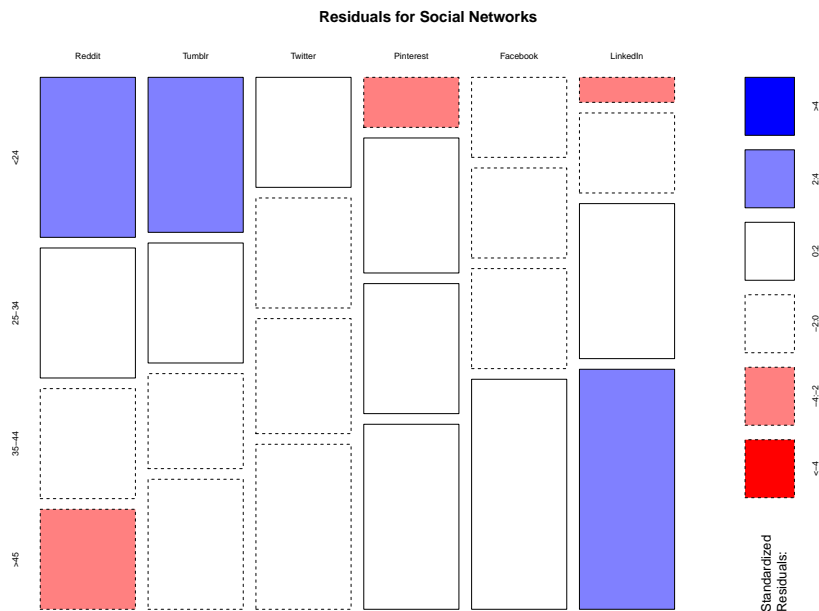 Residuals for Social Networks
Reddit
Tumblr
Twitter
Pinterest
Facebook
LinkedIn
<24
25−34
35−44
>45
>4
2:4
0:2
−2:0
−4:−2
<−4
Standardized
Residuals: